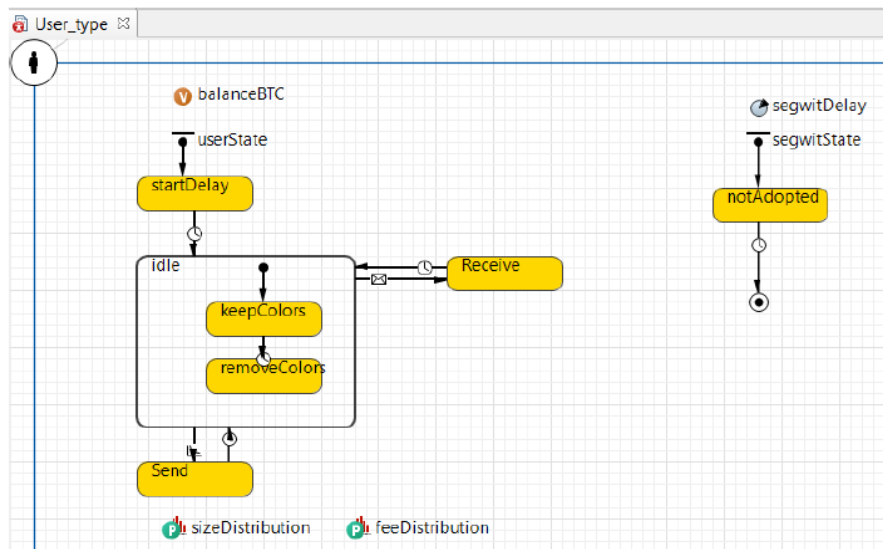 User_type
balanceBTC
segwitDelay
userState
segwitState
startDelay
notAdopted
idle
Receive
keepColors
removeColors
Send
sizeDistribution
feeDistribution